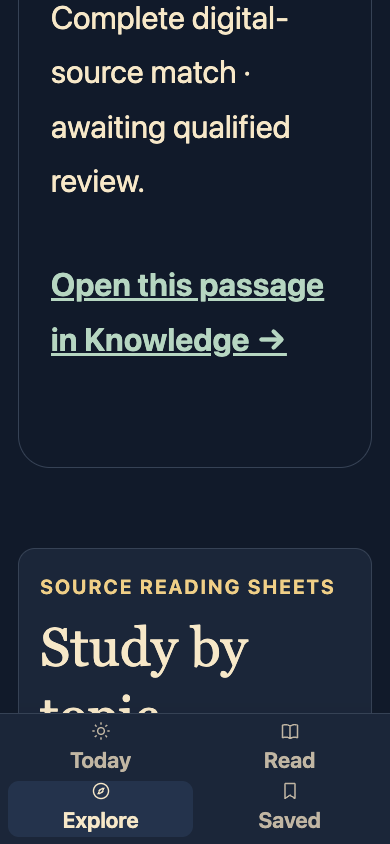 Complete digital-
source match ·
awaiting qualified
review.
Open this passage
in Knowledge →
SOURCE READING SHEETS
Study by
topic
Today
Read
Explore
Saved